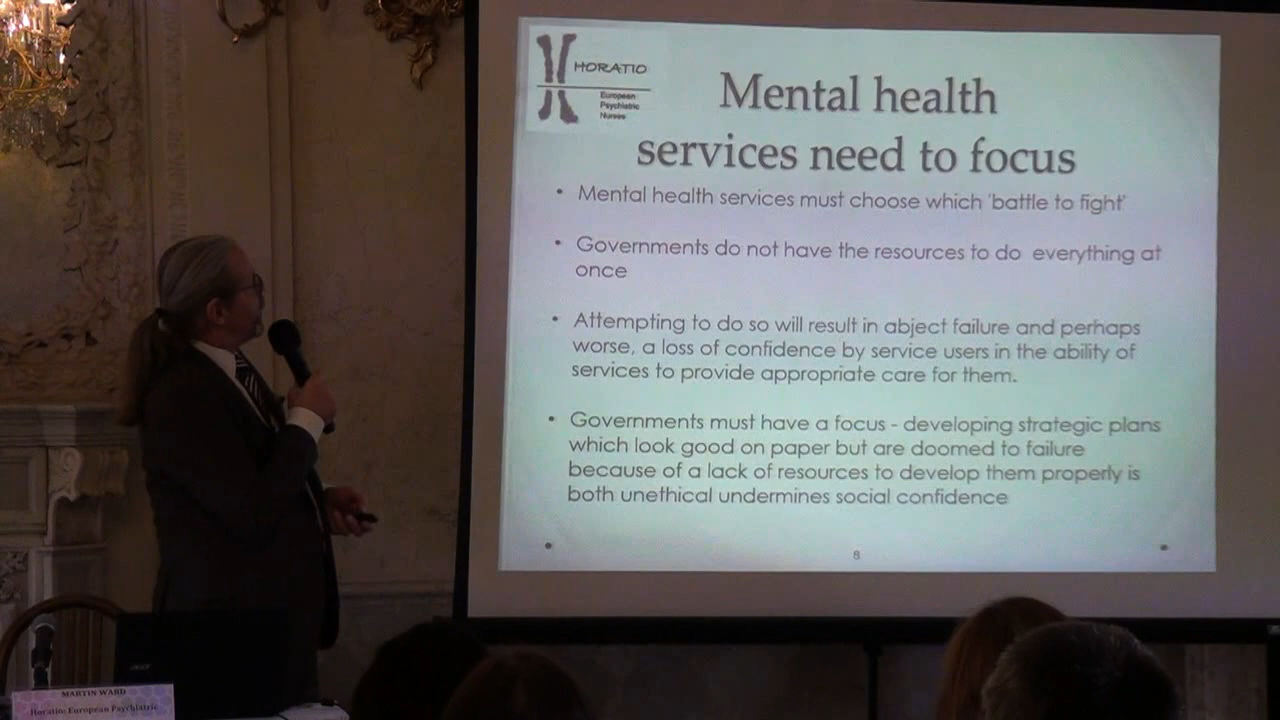 HORATIO
European
Psychiatric
Nurses
Mental health
services need to focus
• Mental health services must choose which 'battle to fight'
• Governments do not have the resources to do everything at
once
• Attempting to do so will result in abject failure and perhaps
worse, a loss of confidence by service users in the ability of
services to provide appropriate care for them.
• Governments must have a focus - developing strategic plans
which look good on paper but are doomed to failure
because of a lack of resources to develop them properly is
both unethical undermines social confidence
8
acer
MARTIN WARD
Horatio: European Psychiatric